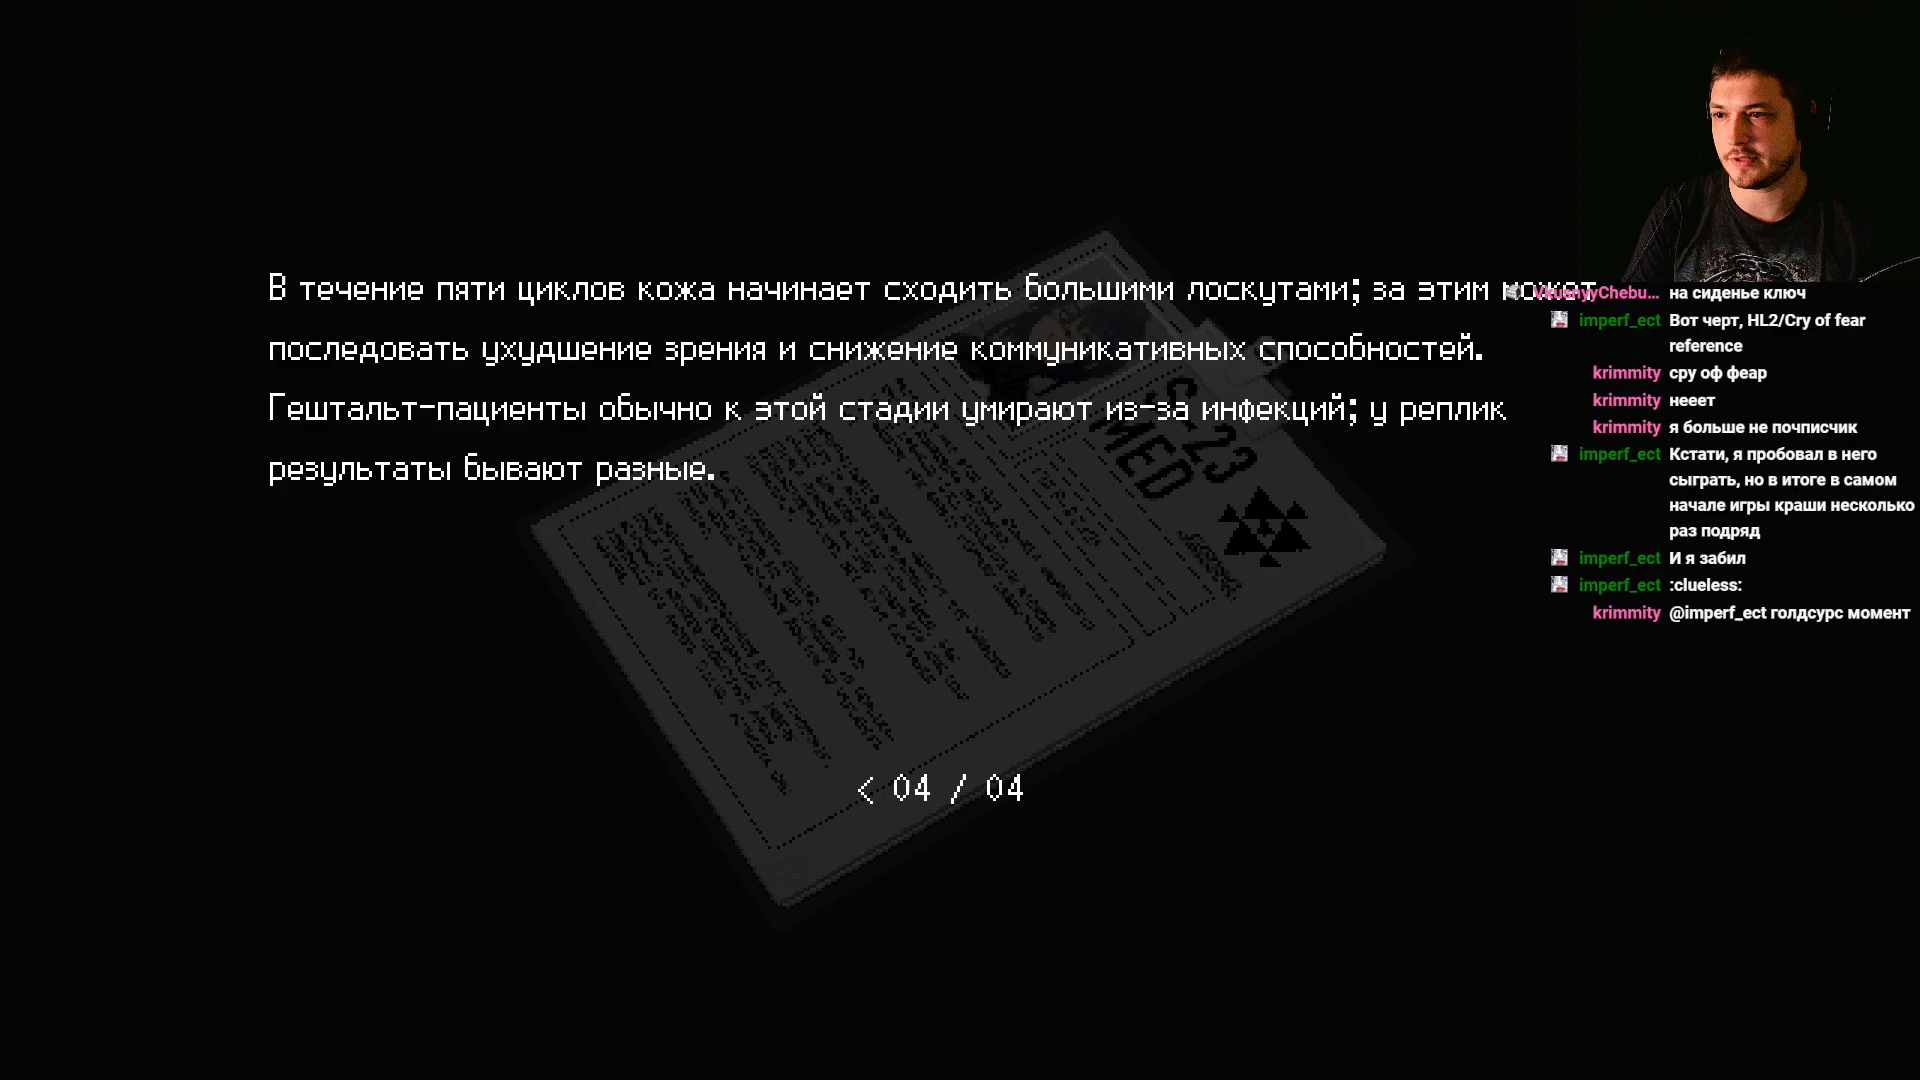 В течение пяти циклов кожа начинает сходить большими лоскутами; за этим может
последовать ухудшение зрения и снижение коммуникативных способностей.
Гештальт-пациенты обычно к этой стадии умирают из-за инфекций; у реплик
результаты бывают разные.
S-23
MED
< 04 / 04
на сиденье ключ
imperf_ect Вот черт, HL2/Cry of fear
reference
krimmity сру оф феар
krimmity нееет
krimmity я больше не почписчик
imperf_ect Кстати, я пробовал в него
сыграть, но в итоге в самом
начале игры краши несколько
раз подряд
imperf_ect И я забил
imperf_ect :clueless:
krimmity @imperf_ect голдсурс момент